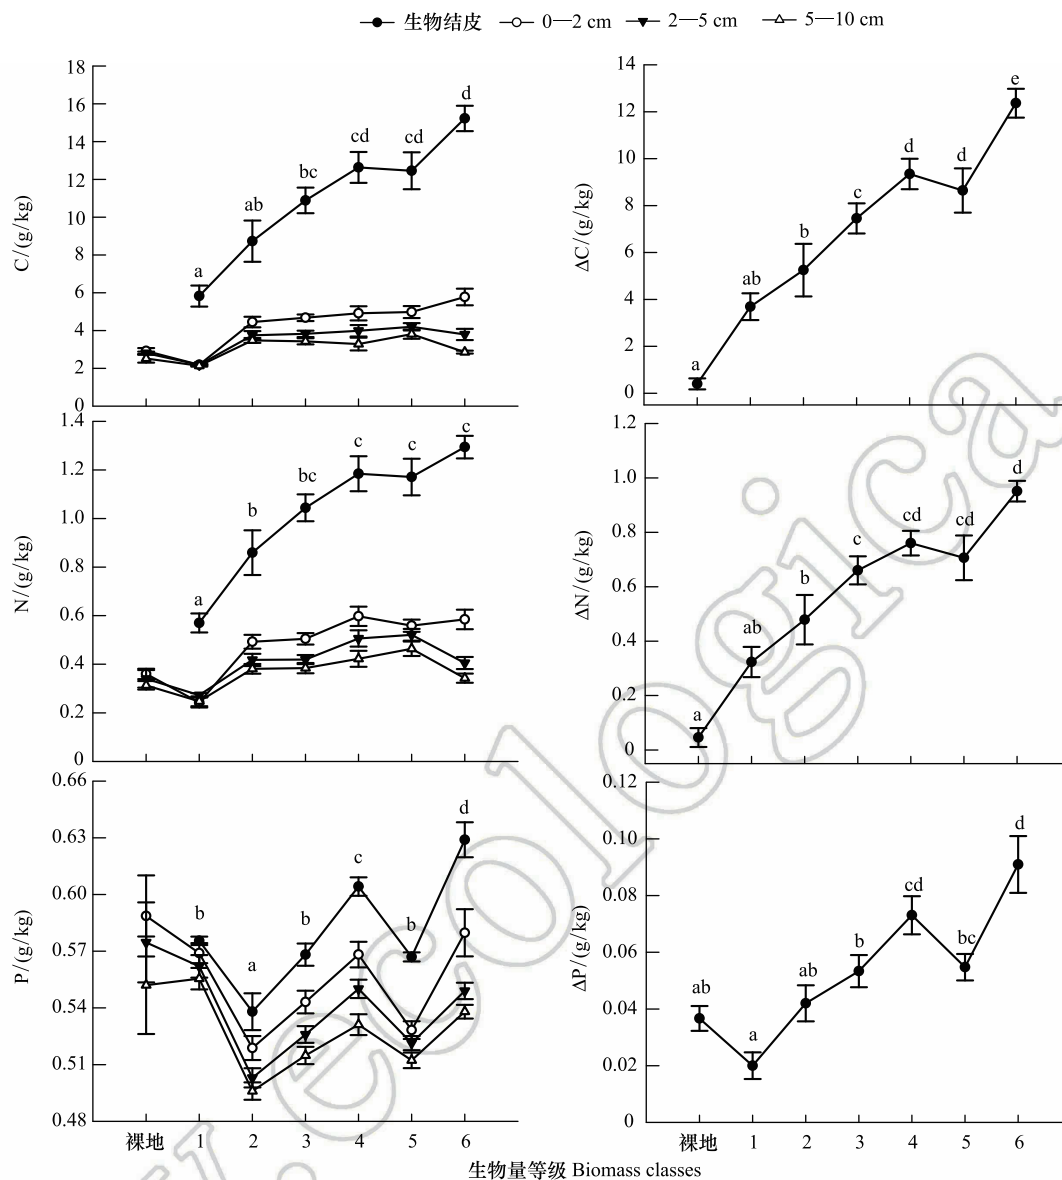 生物结皮 0—2 cm 2—5 cm 5—10 cm
C/(g/kg)
18
16
14
12
10
8
6
4
2
0
a
ab
bc
cd
cd
d
ΔC/(g/kg)
14
12
10
8
6
4
2
0
a
ab
b
c
d
d
e
N/(g/kg)
1.4
1.2
1.0
0.8
0.6
0.4
0.2
0
a
b
bc
c
c
c
ΔN/(g/kg)
1.2
1.0
0.8
0.6
0.4
0.2
0
a
ab
b
c
cd
cd
d
P/(g/kg)
0.66
0.63
0.60
0.57
0.54
0.51
0.48
b
a
b
c
b
d
裸地 1 2 3 4 5 6
ΔP/(g/kg)
0.12
0.10
0.08
0.06
0.04
0.02
0
ab
a
ab
b
cd
bc
d
裸地 1 2 3 4 5 6
生物量等级 Biomass classes
w.ecologica